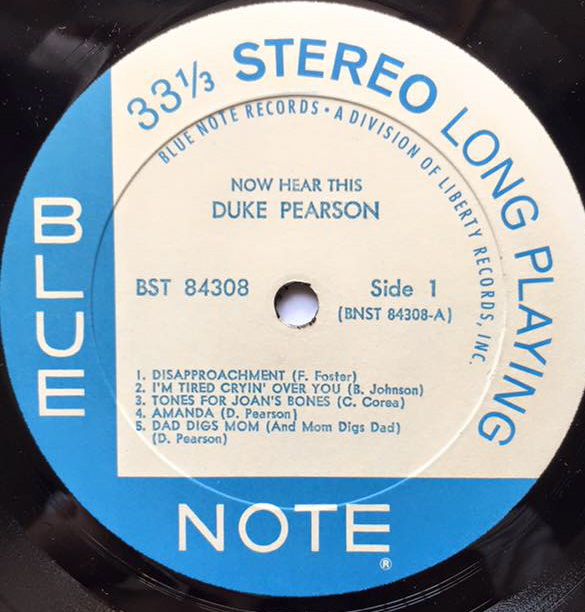 33⅓ STEREO LONG PLAYING
BLUE NOTE RECORDS • A DIVISION OF LIBERTY RECORDS, INC.
NOW HEAR THIS
DUKE PEARSON
BST 84308
Side 1
(BNST 84308-A)
1. DISAPPROACHMENT (F. Foster)
2. I'M TIRED CRYIN' OVER YOU (B. Johnson)
3. TONES FOR JOAN'S BONES (C. Corea)
4. AMANDA (D. Pearson)
5. DAD DIGS MOM (And Mom Digs Dad)
(D. Pearson)
BLUE
NOTE®